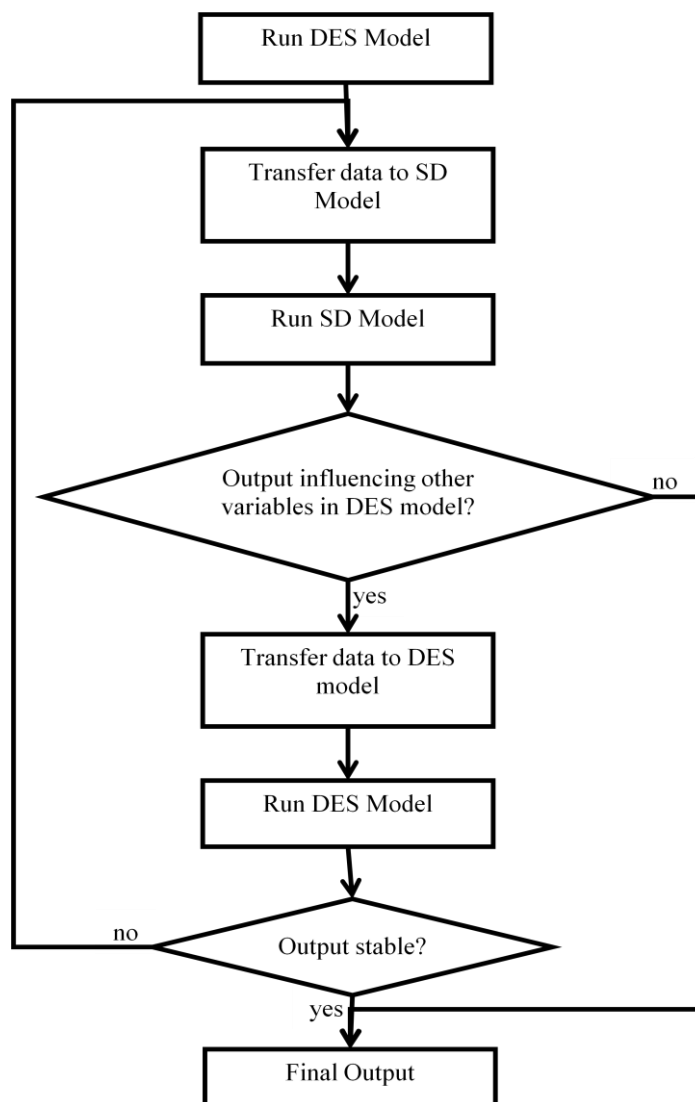 Run DES Model
Transfer data to SD
Model
Run SD Model
Output influencing other
variables in DES model?
no
yes
Transfer data to DES
model
Run DES Model
no
Output stable?
yes
Final Output